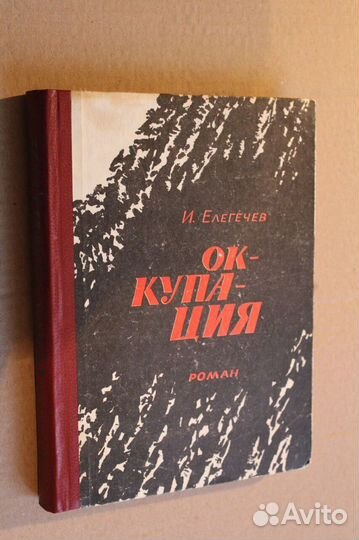 И. Елегечев
ОК-
КУПА-
ЦИЯ
РОМАН
Avito